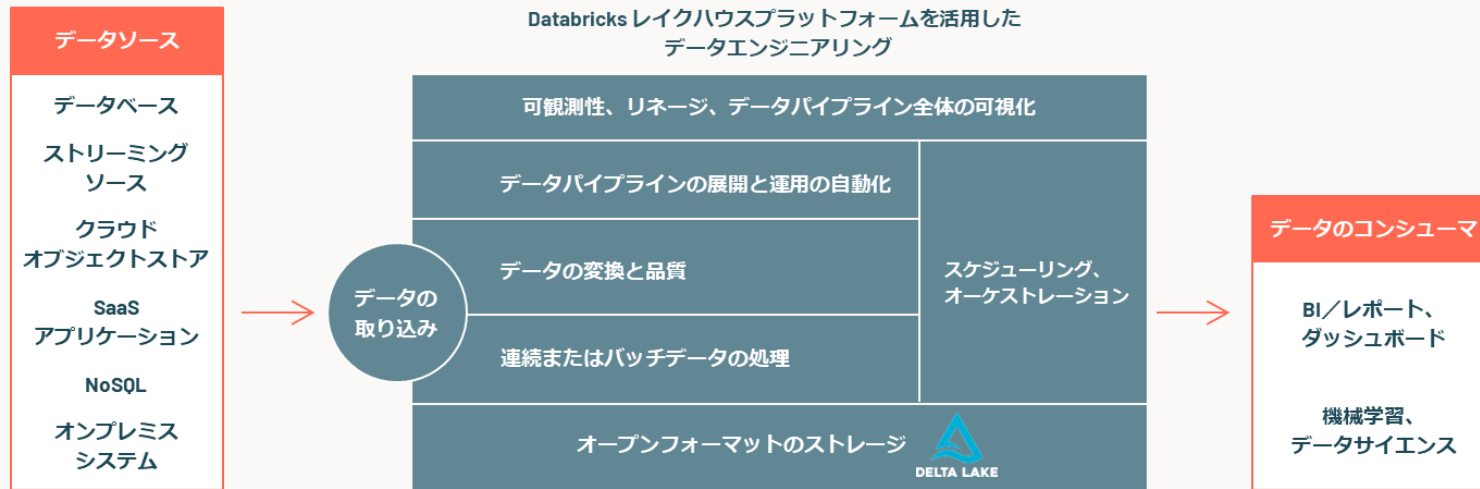 データソース
データベース
ストリーミング
ソース
クラウド
オブジェクトストア
SaaS
アプリケーション
NoSQL
オンプレミス
システム
Databricks レイクハウスプラットフォームを活用した
データエンジニアリング
可観測性、リネージ、データパイプライン全体の可視化
データパイプラインの展開と運用の自動化
データの変換と品質
連続またはバッチデータの処理
データの
取り込み
スケジューリング、
オーケストレーション
オープンフォーマットのストレージ
DELTA LAKE
データのコンシューマ
BI／レポート、
ダッシュボード
機械学習、
データサイエンス